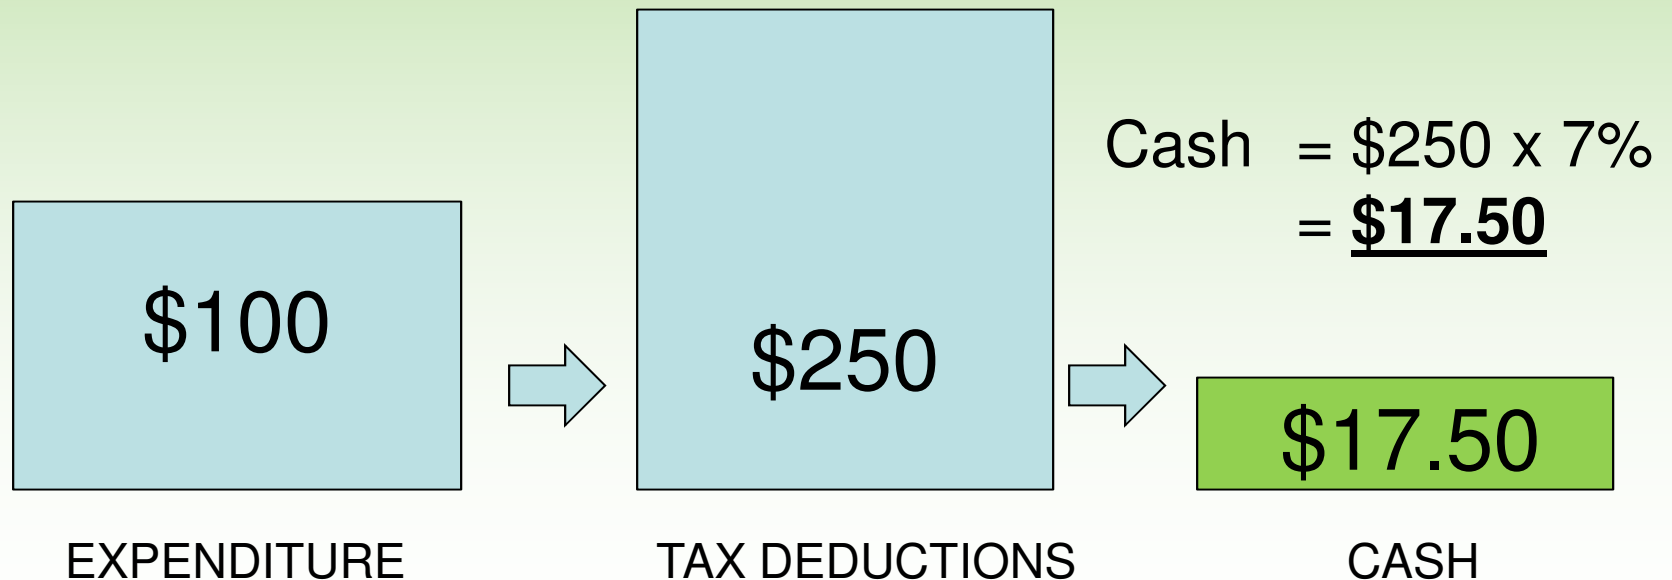 Cash = $250 x 7%
= $17.50
$100
$250
$17.50
EXPENDITURE
TAX DEDUCTIONS
CASH